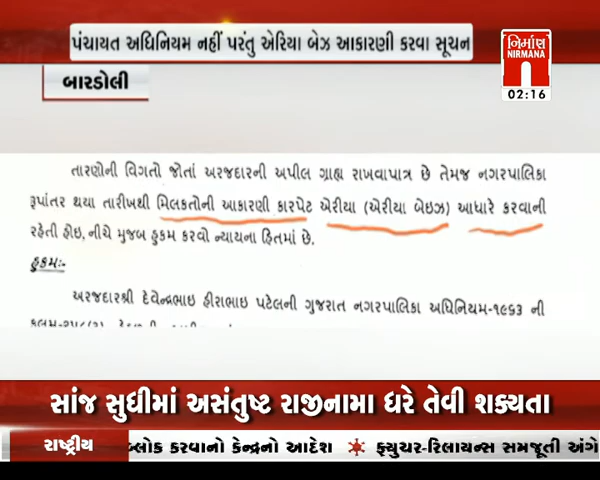 પંચાયત અધિનિયમ નહીં પરંતુ એરિયા બેઝ આકારણી કરવા સૂચન
નિર્માણ
NIRMANA
02:16
બારડોલી
તારણોની વિગતો જોતાં અરજદારની અપીલ ગ્રાહ્ય રાખવાપાત્ર છે તેમજ નગરપાલિકા
રૂપાંતર થયા તારીખથી મિલકતોની આકારણી કારપેટ એરીયા (એરીયા બેઇઝ) આધારે કરવાની
રહેતી હોઇ, નીચે મુજબ હુકમ કરવો ન્યાયના હિતમાં છે.
હુકમઃ-
અરજદારશ્રી દેવેન્દ્રભાઇ હીરાભાઇ પટેલની ગુજરાત નગરપાલિકા અધિનિયમ-૧૯૬૩ ની
સાંજ સુધીમાં અસંતુષ્ટ રાજીનામા ધરે તેવી શક્યતા
રાષ્ટ્રીય
બ્લોક કરવાનો કેન્દ્રનો આદેશ ફ્યુચર-રિલાયન્સ સમજૂતી અંગે